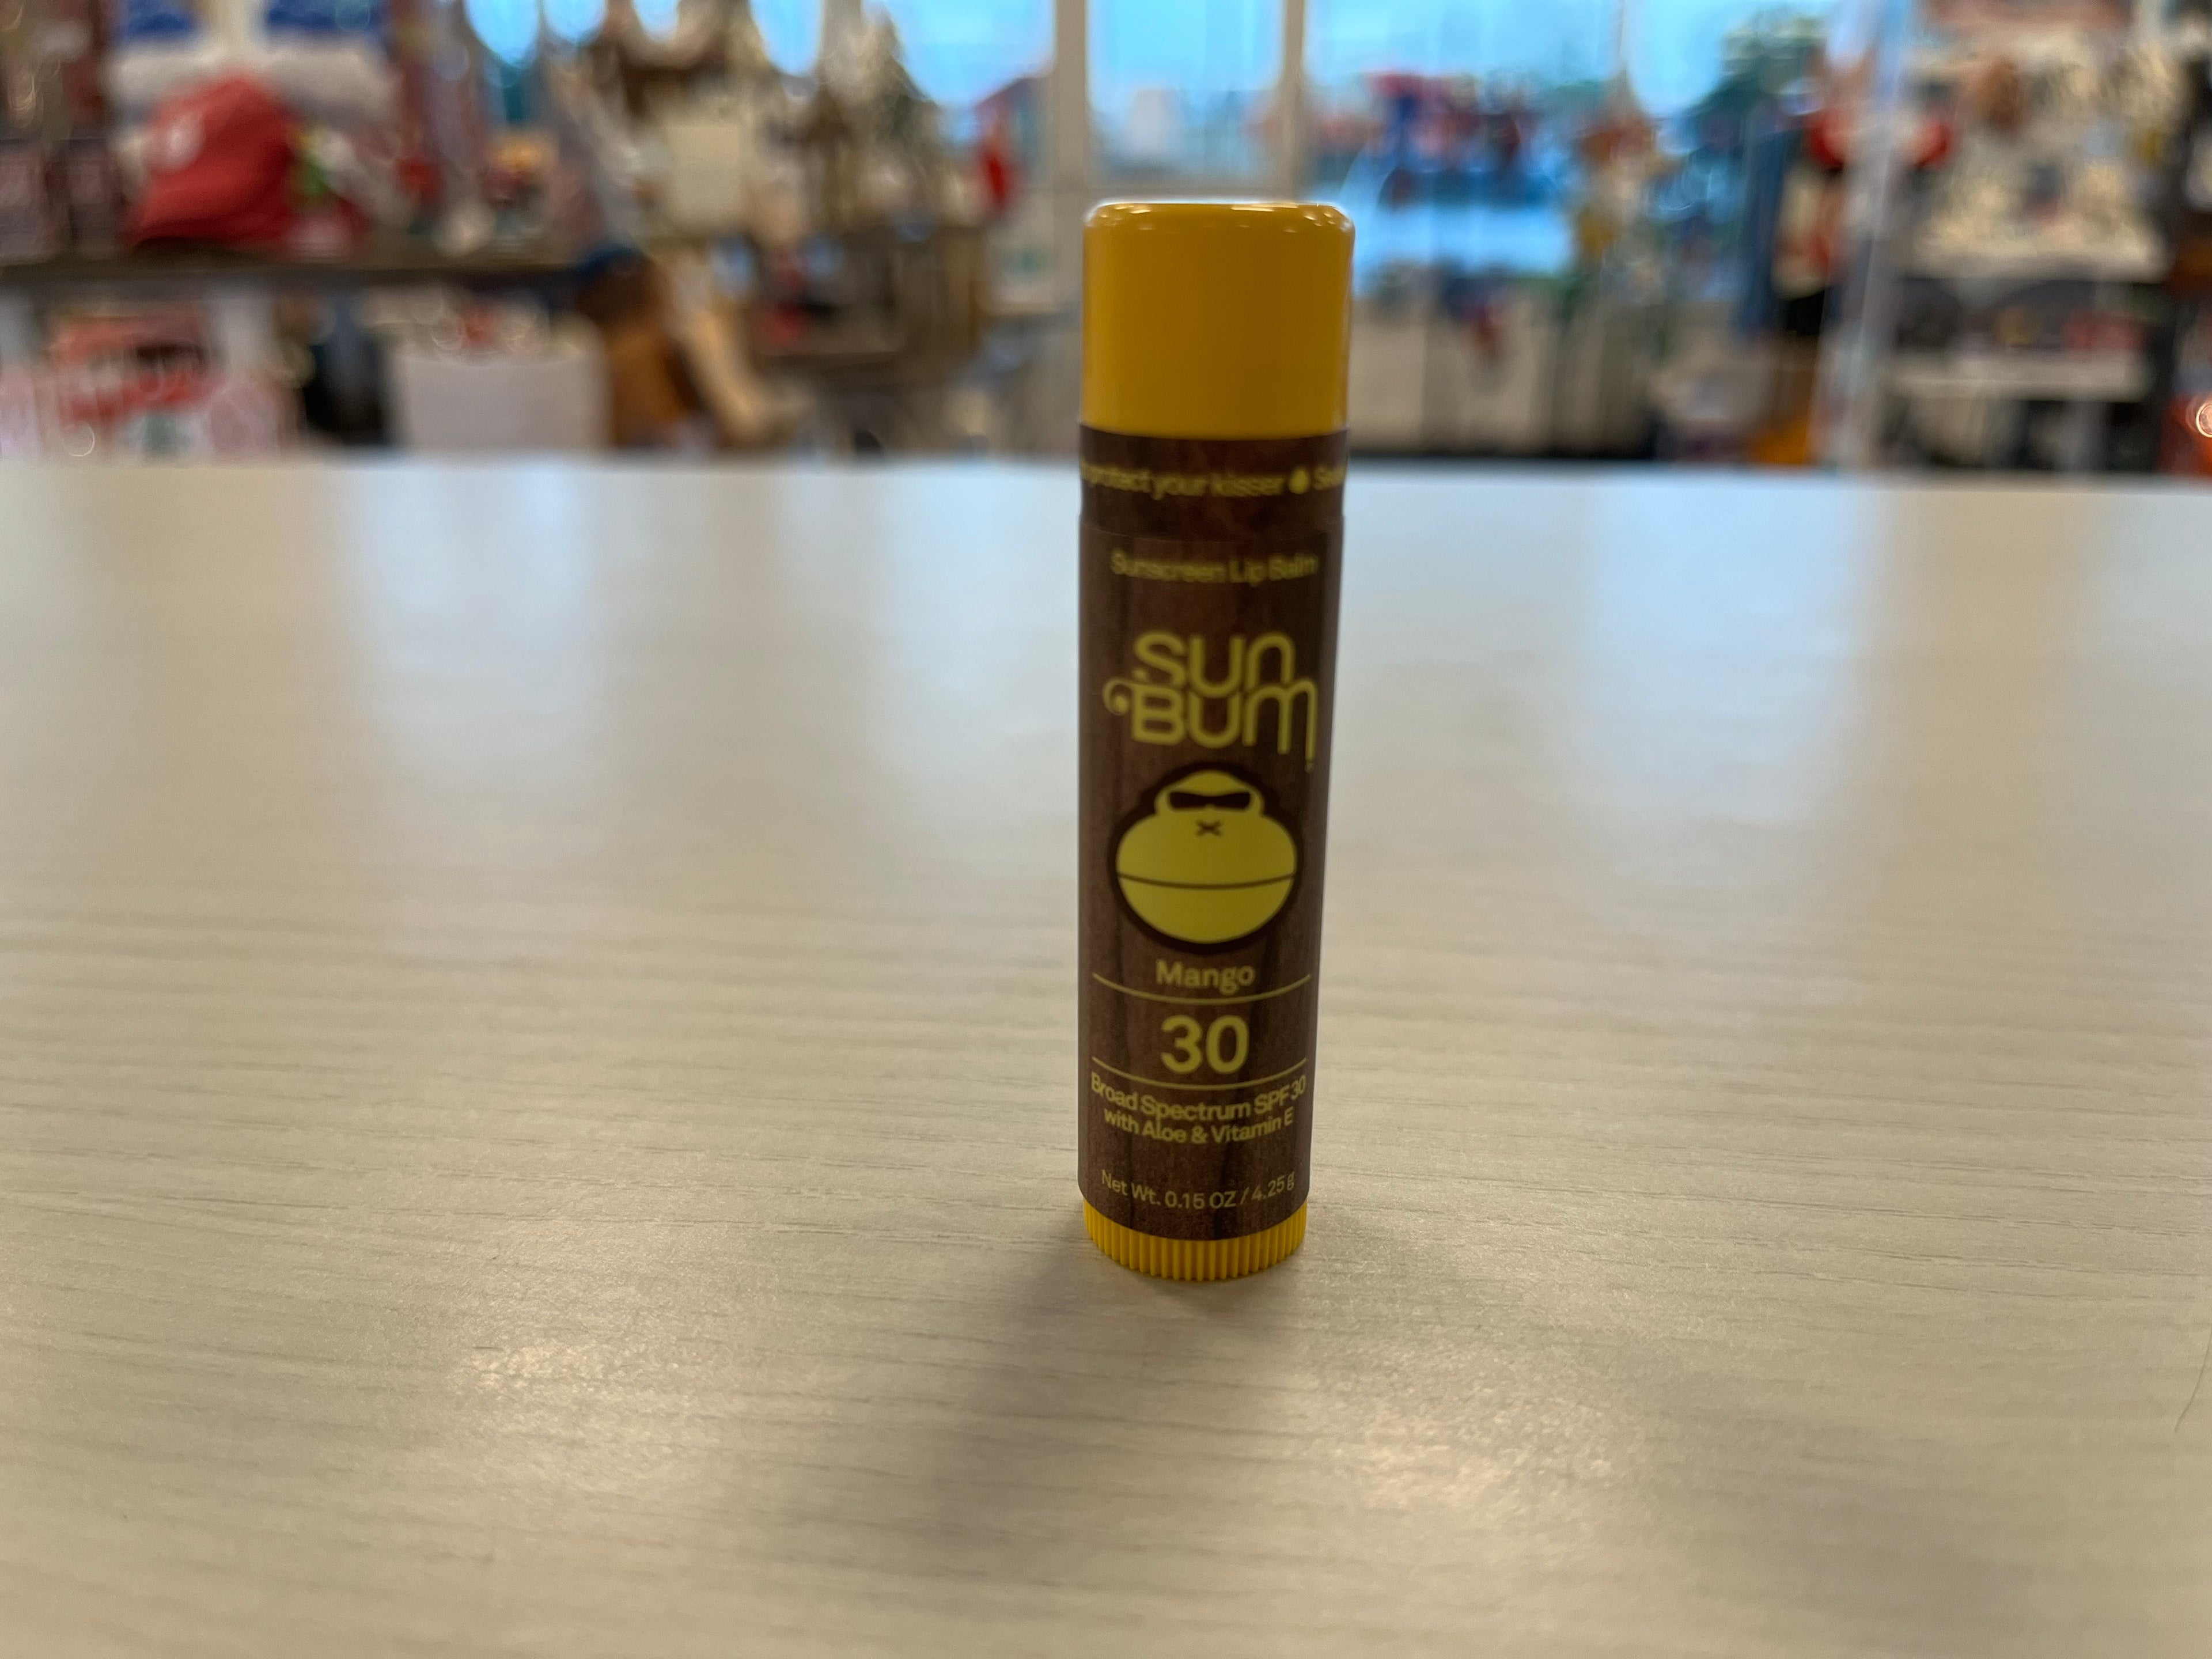 protect your kisser
Sunscreen Lip Balm
SUN
BUM
Mango
30
Broad Spectrum SPF 30
with Aloe & Vitamin E
Net Wt. 0.15 OZ / 4.25 g